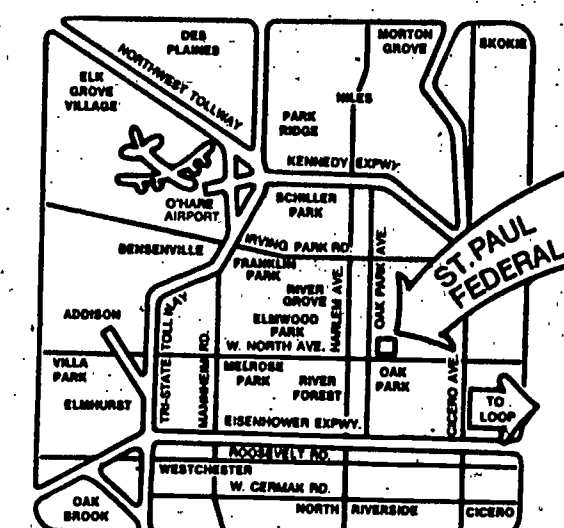 DES
PLAINES
MORTON
GROVE
SKOKIE
NORTHWEST TOLLWAY
ELK
GROVE
VILLAGE
NILES
PARK
RIDGE
KENNEDY EXPWY.
O'HARE
AIRPORT
SCHILLER
PARK
BENSENVILLE
IRVING PARK RD.
OAK PARK AVE.
ST. PAUL
FEDERAL
FRANKLIN
PARK
RIVER
GROVE
HARLEM AVE.
ADDISON
TRI-STATE TOLLWAY
MANNHEIM RD.
ELMWOOD
PARK
W. NORTH AVE.
VILLA
PARK
MELROSE
PARK
RIVER
FOREST
OAK
PARK
CICERO AVE.
TO
LOOP
ELMHURST
EISENHOWER EXPWY.
ROOSEVELT RD.
WESTCHESTER
W. CERMAK RD.
OAK
BROOK
NORTH RIVERSIDE
CICERO